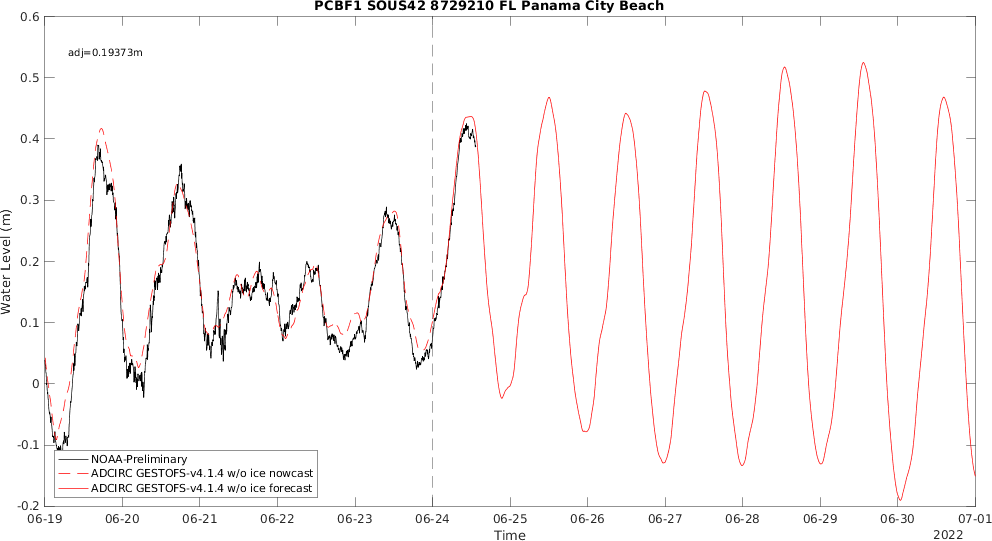 PCBF1 SOUS42 8729210 FL Panama City Beach
adj=0.19373m
Water Level (m)
0.6
0.5
0.4
0.3
0.2
0.1
0
-0.1
-0.2
NOAA-Preliminary
ADCIRC GESTOFS-v4.1.4 w/o ice nowcast
ADCIRC GESTOFS-v4.1.4 w/o ice forecast
06-19 06-20 06-21 06-22 06-23 06-24 06-25 06-26 06-27 06-28 06-29 06-30 07-01
Time
2022